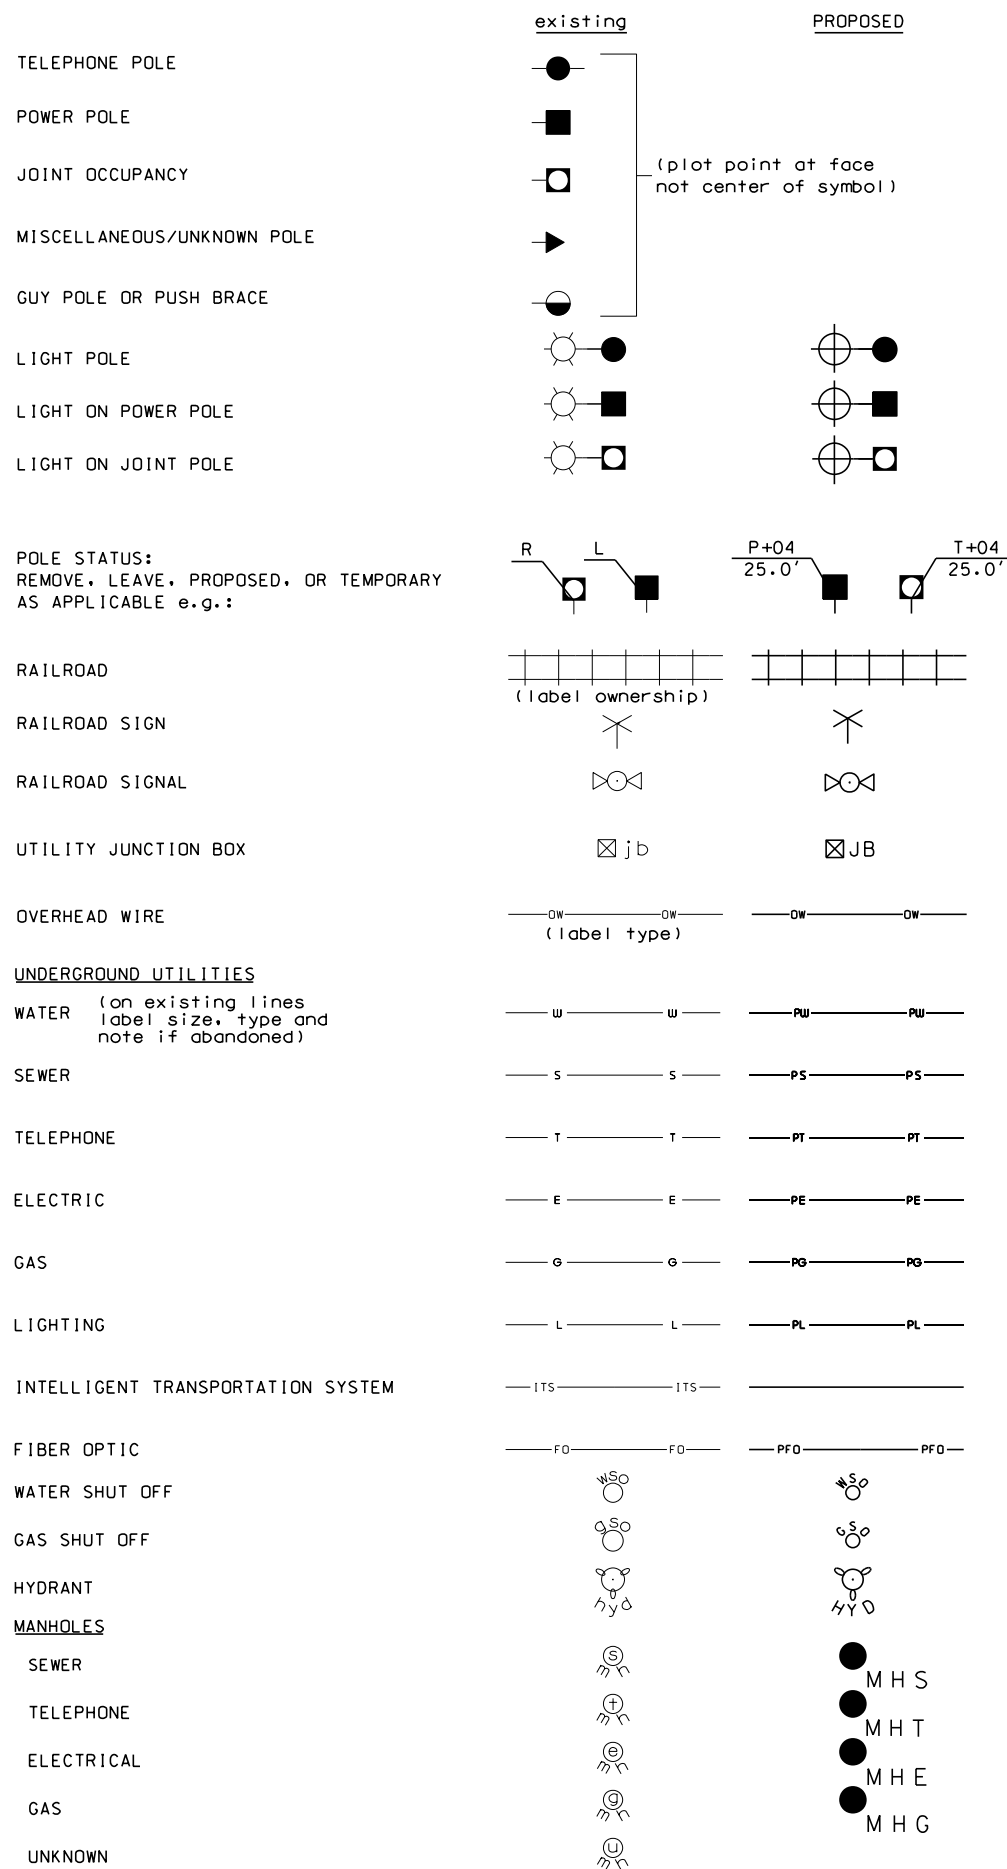 existing PROPOSED
TELEPHONE POLE
POWER POLE
JOINT OCCUPANCY
(plot point at face
not center of symbol)
MISCELLANEOUS/UNKNOWN POLE
GUY POLE OR PUSH BRACE
LIGHT POLE
LIGHT ON POWER POLE
LIGHT ON JOINT POLE
POLE STATUS:
REMOVE, LEAVE, PROPOSED, OR TEMPORARY
AS APPLICABLE e.g.:
R L P+04 T+04
25.0' 25.0'
RAILROAD
(label ownership)
RAILROAD SIGN
RAILROAD SIGNAL
UTILITY JUNCTION BOX jb JB
OVERHEAD WIRE OW OW OW OW
(label type)
UNDERGROUND UTILITIES
WATER (on existing lines
label size, type and
note if abandoned)
W W PW PW
SEWER S S PS PS
TELEPHONE T T PT PT
ELECTRIC E E PE PE
GAS G G PG PG
LIGHTING L L PL PL
INTELLIGENT TRANSPORTATION SYSTEM ITS ITS
FIBER OPTIC FO FO PFO PFO
WATER SHUT OFF wso WSO
GAS SHUT OFF gso GSO
HYDRANT hyd HYD
MANHOLES
SEWER s mh MHS
TELEPHONE t mh MHT
ELECTRICAL e mh MHE
GAS g mh MHG
UNKNOWN u mh